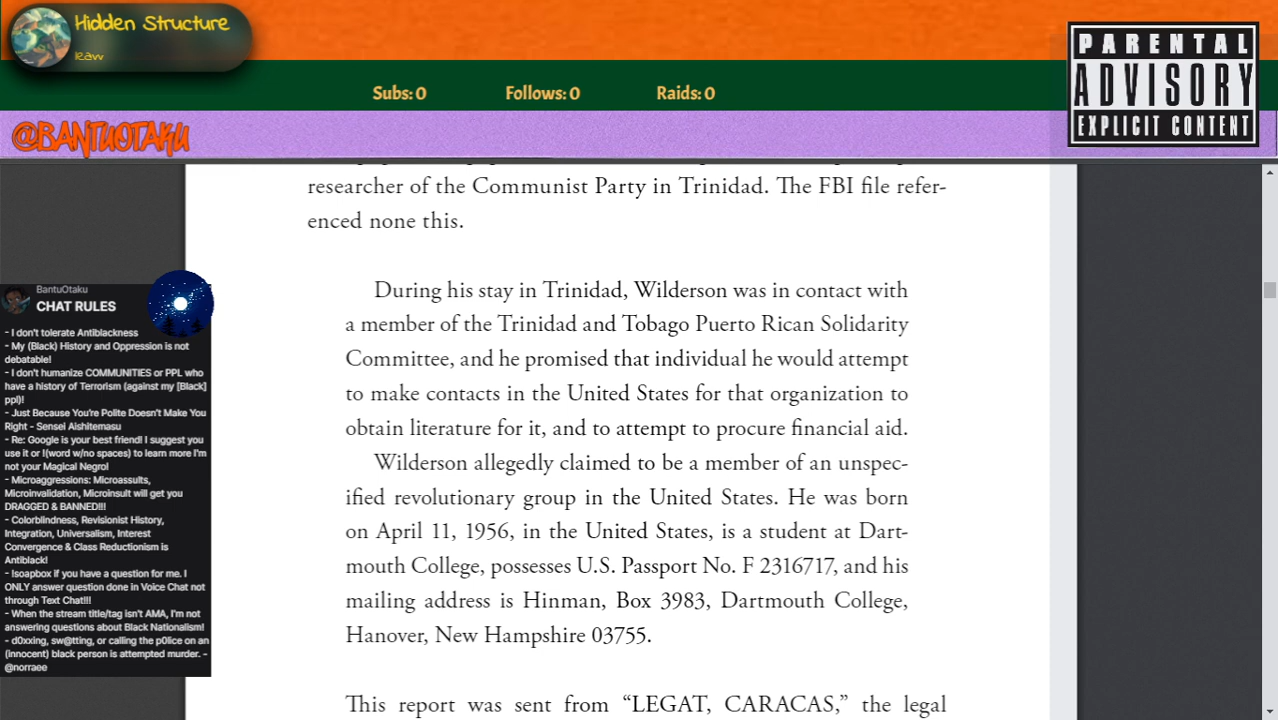 Hidden Structure
leaw
PARENTAL
ADVISORY
EXPLICIT CONTENT
Subs: 0
Follows: 0
Raids: 0
@BANTUOTAKU
researcher of the Communist Party in Trinidad. The FBI file refer-
enced none this.
During his stay in Trinidad, Wilderson was in contact with
a member of the Trinidad and Tobago Puerto Rican Solidarity
Committee, and he promised that individual he would attempt
to make contacts in the United States for that organization to
obtain literature for it, and to attempt to procure financial aid.
Wilderson allegedly claimed to be a member of an unspec-
ified revolutionary group in the United States. He was born
on April 11, 1956, in the United States, is a student at Dart-
mouth College, possesses U.S. Passport No. F 2316717, and his
mailing address is Hinman, Box 3983, Dartmouth College,
Hanover, New Hampshire 03755.
This report was sent from “LEGAT, CARACAS,” the legal
BantuOtaku
CHAT RULES
- I don't tolerate Antiblackness
- My (Black) History and Oppression is not
debatable!
- I don't humanize COMMUNITIES or PPL who
have a history of Terrorism (against my [Black]
ppl)!
- Just Because You're Polite Doesn't Make You
Right - Sensei Aishitemasu
- Re: Google is your best friend! I suggest you
use it or !(word w/no spaces) to learn more I'm
not your Magical Negro!
- Microaggressions: Microassults,
Microinvalidation, Microinsult will get you
DRAGGED & BANNED!!!
- Colorblindness, Revisionist History,
Integration, Universalism, Interest
Convergence & Class Reductionism is
Antiblack!
- !soapbox if you have a question for me. I
ONLY answer question done in Voice Chat not
through Text Chat!!!
- When the stream title/tag isn't AMA, I'm not
answering questions about Black Nationalism!
- d0xxing, sw@tting, or calling the p0lice on an
(innocent) black person is attempted murder. -
@norraee